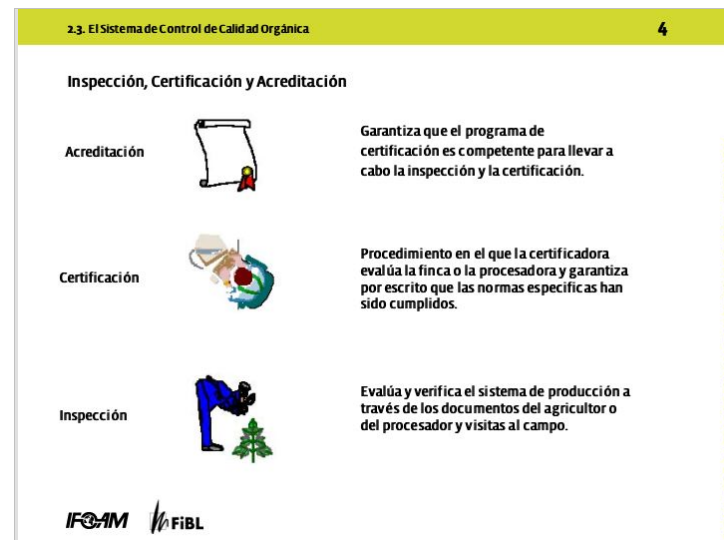 2.3. El Sistema de Control de Calidad Orgánica 4
Inspección, Certificación y Acreditación
Acreditación
Garantiza que el programa de
certificación es competente para llevar a
cabo la inspección y la certificación.
Certificación
Procedimiento en el que la certificadora
evalúa la finca o la procesadora y garantiza
por escrito que las normas especificas han
sido cumplidos.
Inspección
Evalúa y verifica el sistema de producción a
través de los documentos del agricultor o
del procesador y visitas al campo.
IFOAM FiBL